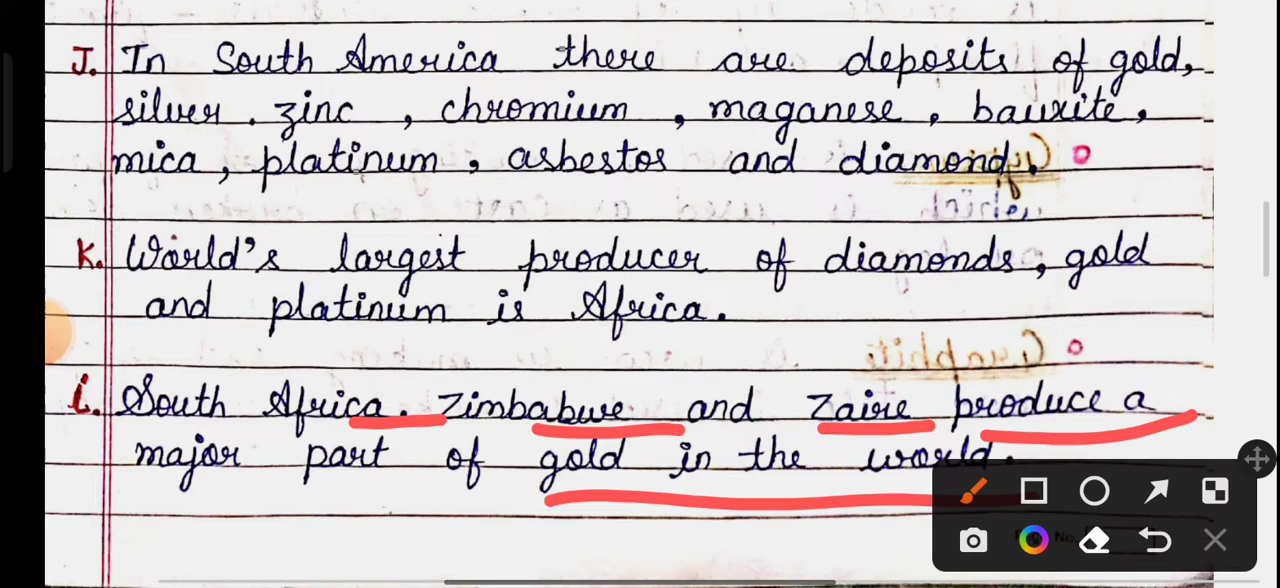 J. In South America there are deposits of gold,
silver. zinc, chromium, maganese, bauxite,
mica, platinum, asbestos and diamond.
K. World's largest producer of diamonds, gold
and platinum is Africa.
L. South Africa. Zimbabwe and Zaire produce a
major part of gold in the world.